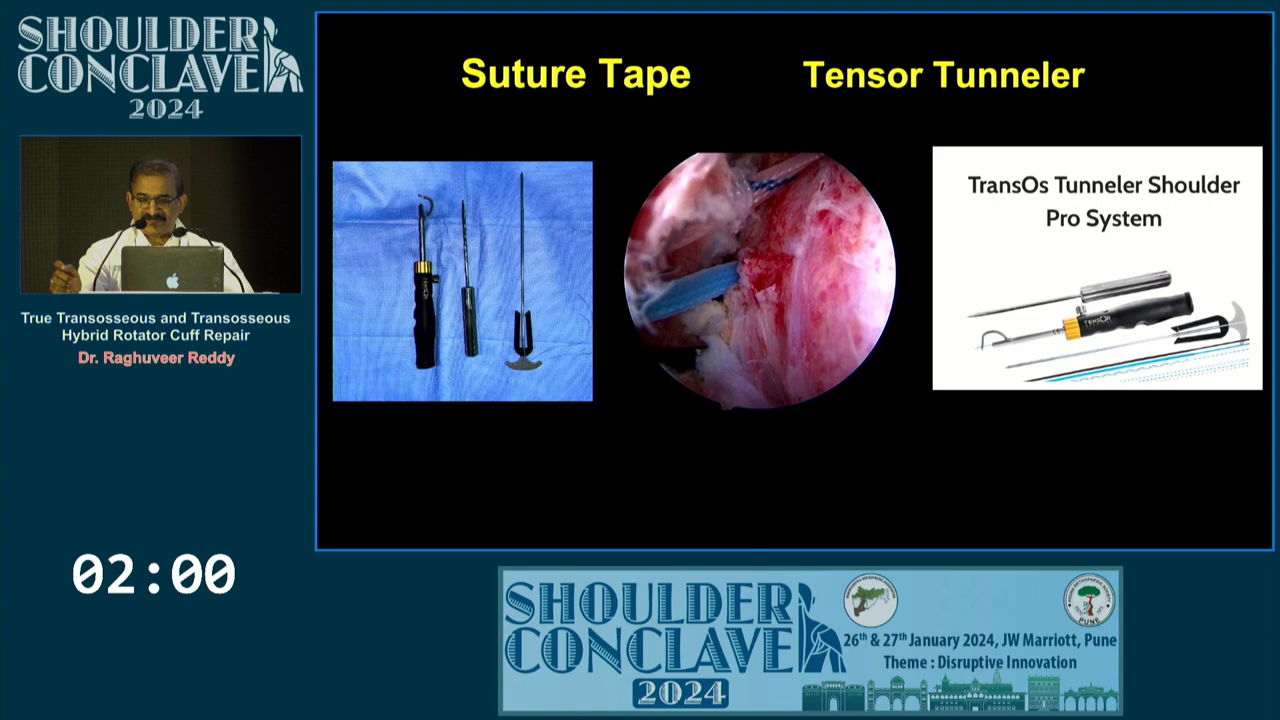 SHOULDER
CONCLAVE
2024
True Transosseous and Transosseous
Hybrid Rotator Cuff Repair
Dr. Raghuveer Reddy
02:00
Suture Tape
Tensor Tunneler
TransOs Tunneler Shoulder
Pro System
TENSOR
SHOULDER
CONCLAVE
2024
PUNE
26th & 27th January 2024, JW Marriott, Pune
Theme : Disruptive Innovation